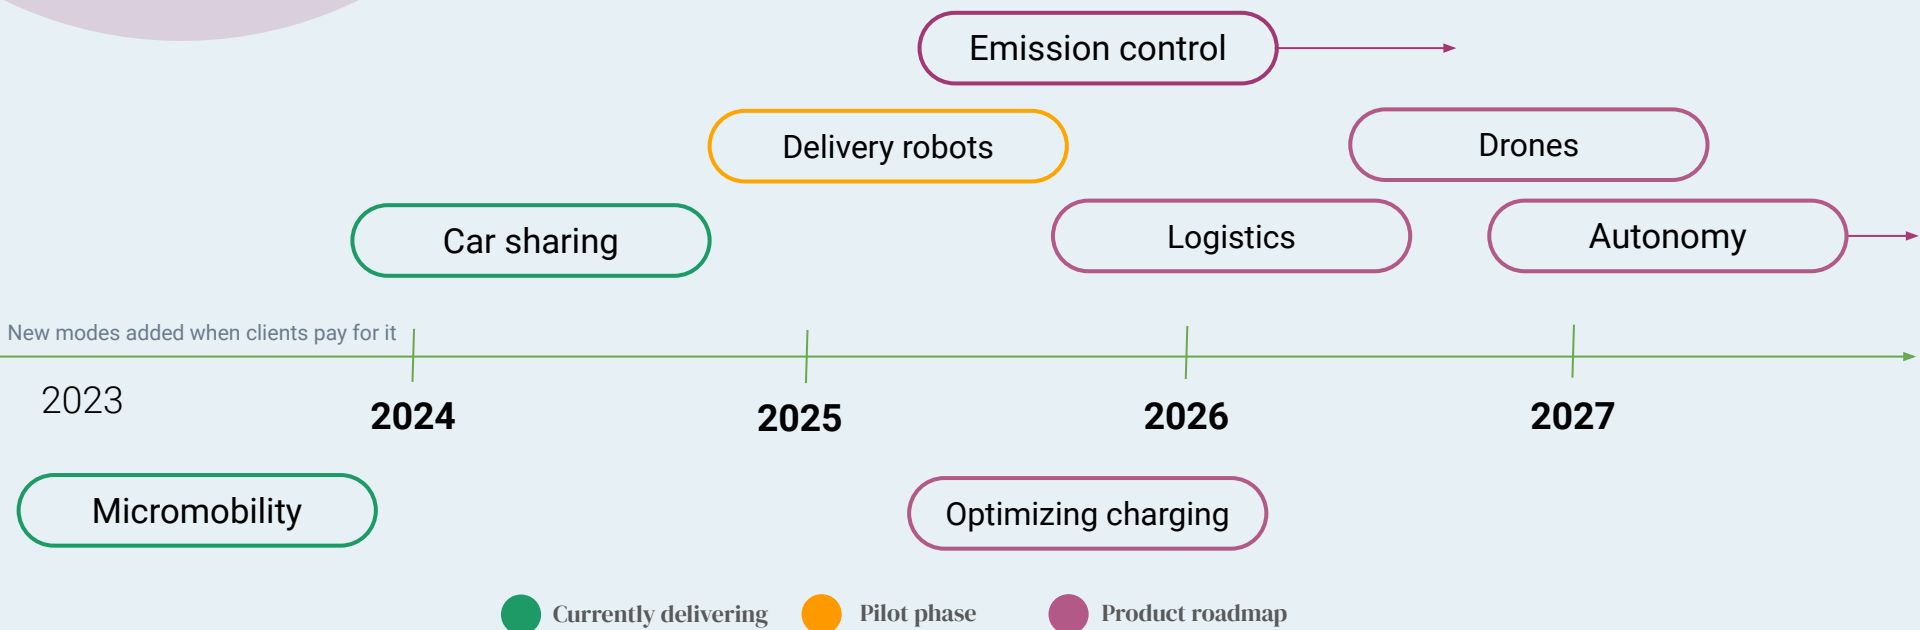 Emission control
Delivery robots
Drones
Car sharing
Logistics
Autonomy
New modes added when clients pay for it
2023
2024
2025
2026
2027
Micromobility
Optimizing charging
Currently delivering
Pilot phase
Product roadmap